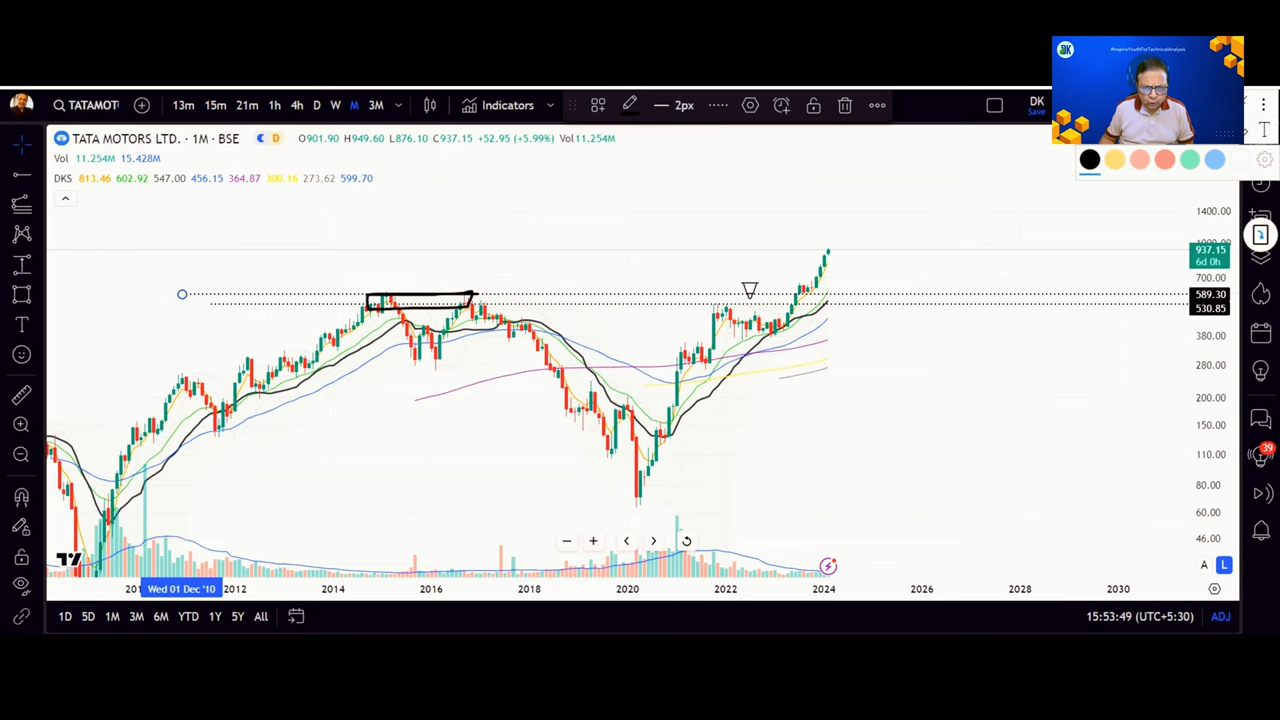 DK
#InspireYouthForTechnicalAnalysis
TATAMOT
13m 15m 21m 1h 4h D W M 3M
Indicators
2px
DK
Save
TATA MOTORS LTD. · 1M · BSE
D
O901.90 H949.60 L876.10 C937.15 +52.95 (+5.99%) Vol11.254M
Vol 11.254M 15.428M
DKS 813.46 602.92 547.00 456.15 364.87 300.16 273.62 599.70
1400.00
937.15
6d 0h
700.00
589.30
530.85
380.00
280.00
200.00
150.00
110.00
80.00
60.00
46.00
39
A L
Wed 01 Dec '10 2012 2014 2016 2018 2020 2022 2024 2026 2028 2030
1D 5D 1M 3M 6M YTD 1Y 5Y All
15:53:49 (UTC+5:30) ADJ